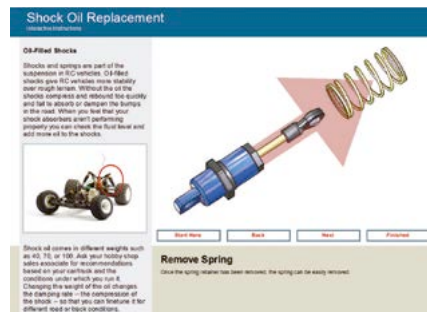 Shock Oil Replacement
Interactive Instructions
Oil-Filled Shocks
Shocks and springs are part of the
suspension in RC vehicles. Oil-filled
shocks give RC vehicles more stability
over rough terrain. Without the oil the
shocks compress and rebound too quickly
and fail to absorb or dampen the bumps
in the road. When you feel that your
shock absorbers aren't performing
properly you can check the fluid level and
add more oil to the shocks.
Start Here
Back
Next
Finished
Shock oil comes in different weights such
as 40, 70, or 100. Ask your hobby shop
sales associate for recommendations
based on your car/truck and the
conditions under which you run it.
Changing the weight of the oil changes
the damping rate – the compression of
the shock – so that you can finetune it for
different road or track conditions.
Remove Spring
Once the spring retainer has been removed, the spring can be easily removed.